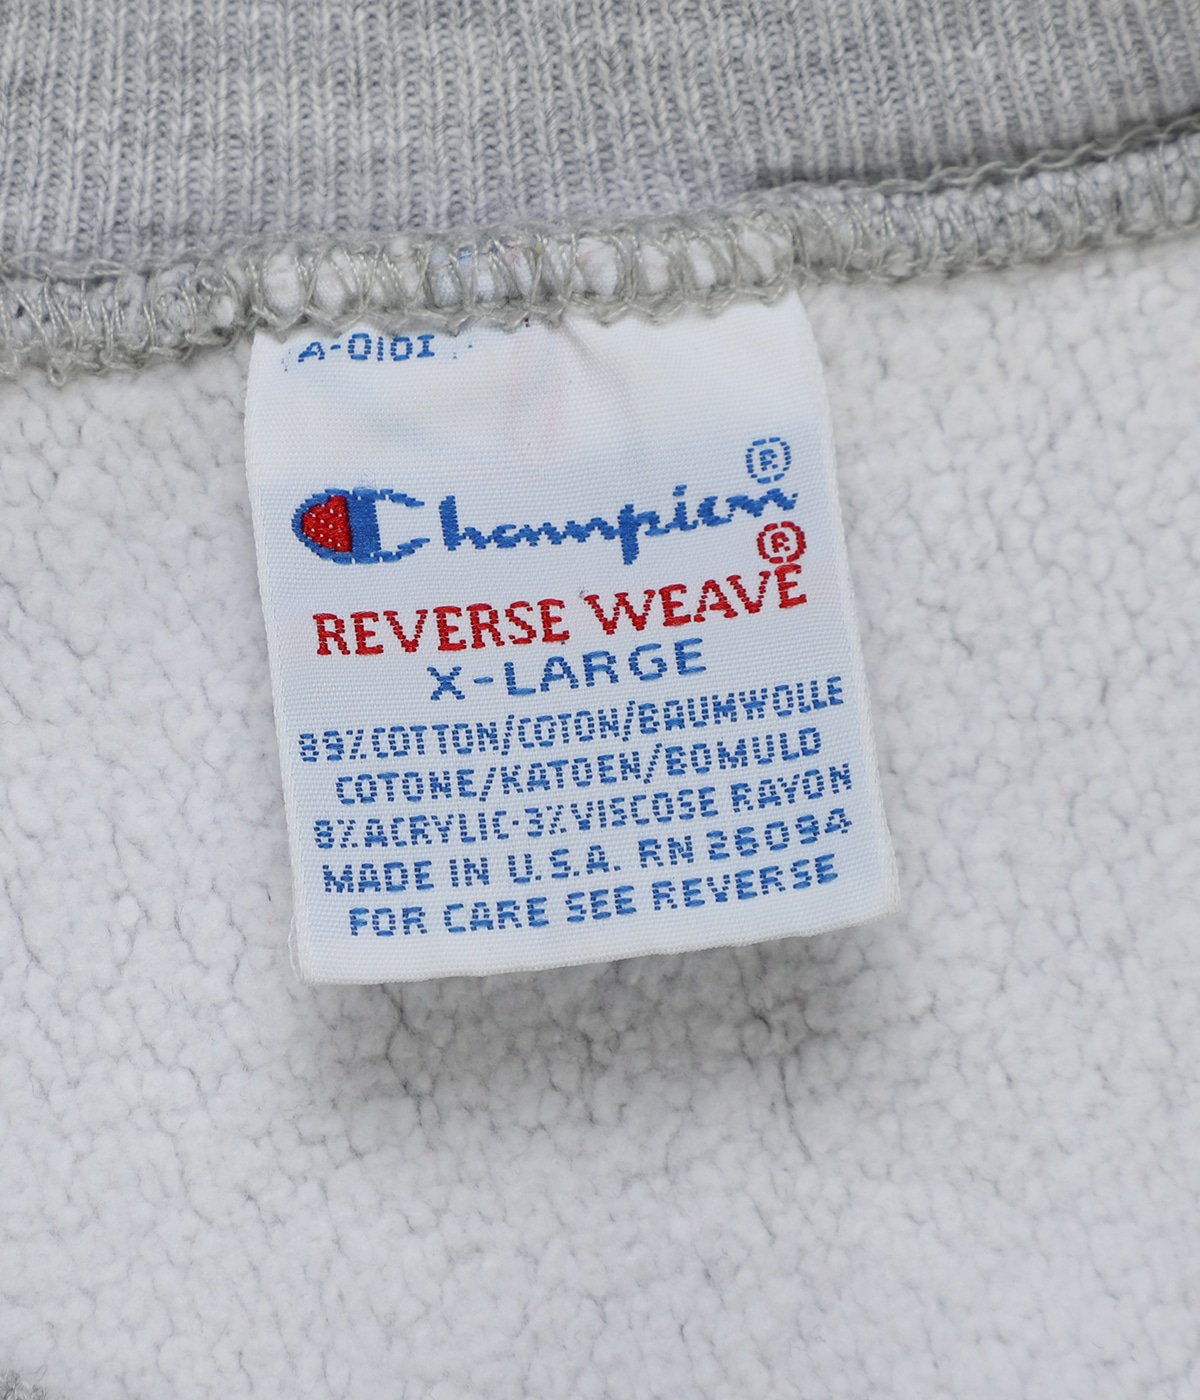 A-0101
Champion®
REVERSE WEAVE®
X-LARGE
89%COTTON/COTON/BAUMWOLLE
COTONE/KATOEN/BOMULD
8%ACRYLIC·3%VISCOSE RAYON
MADE IN U.S.A. RN 26094
FOR CARE SEE REVERSE